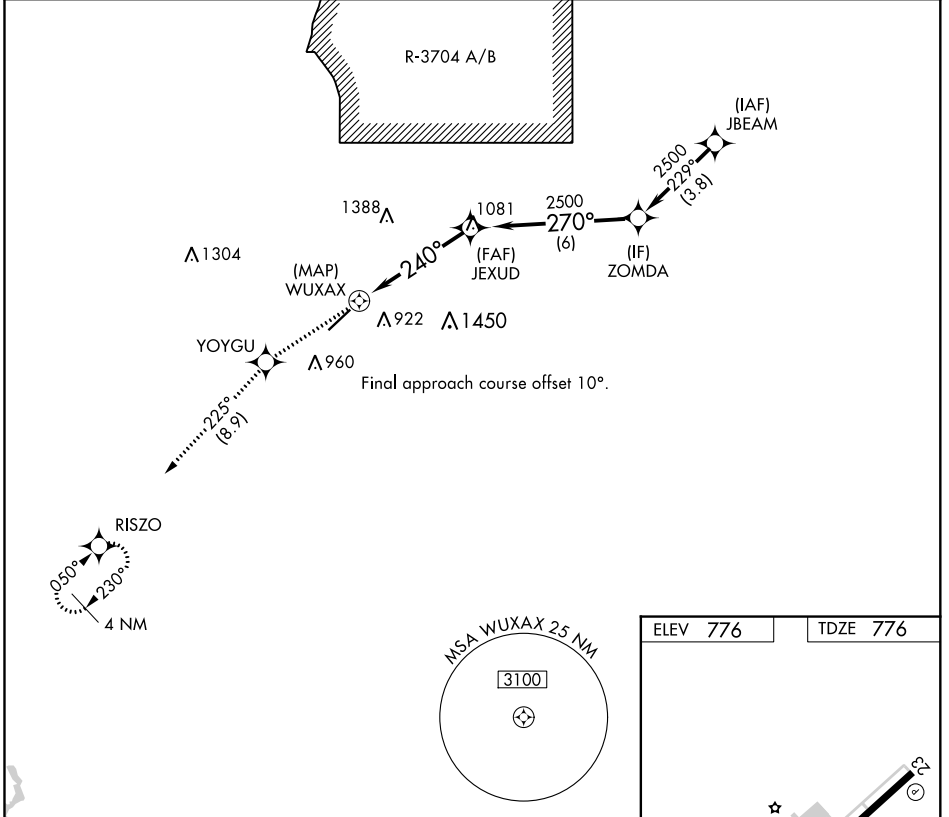 R-3704 A/B
(IAF)
JBEAM
2500
229°
(3.8)
1388
1081
2500
270°
(6)
(IF)
ZOMDA
1304
(FAF)
JEXUD
240°
(MAP)
WUXAX
922
1450
YOYGU
960
Final approach course offset 10°.
225°
(8.9)
RISZO
050°
230°
4 NM
MSA WUXAX 25 NM
3100
ELEV 776
TDZE 776
23
P